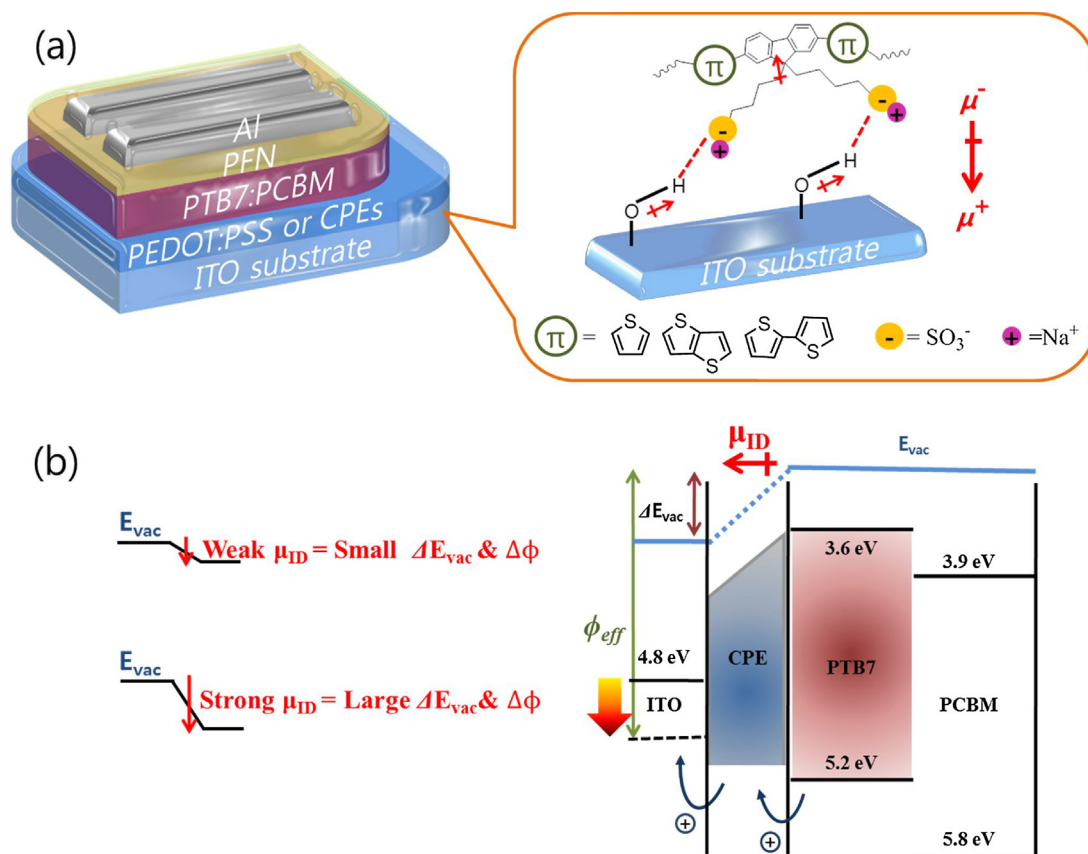 (a)
Al
PFN
PTB7:PCBM
PEDOT:PSS or CPEs
ITO substrate
π
π
-
+
-
+
H
O
H
O
ITO substrate
μ-
μ+
π = S S S S S - = SO3- + =Na+
(b)
Evac
Weak μID = Small ΔEvac & Δϕ
Evac
Strong μID = Large ΔEvac & Δϕ
μID
Evac
ΔEvac
3.6 eV
3.9 eV
ϕeff
4.8 eV
CPE
PTB7
ITO
PCBM
5.2 eV
+
+
5.8 eV